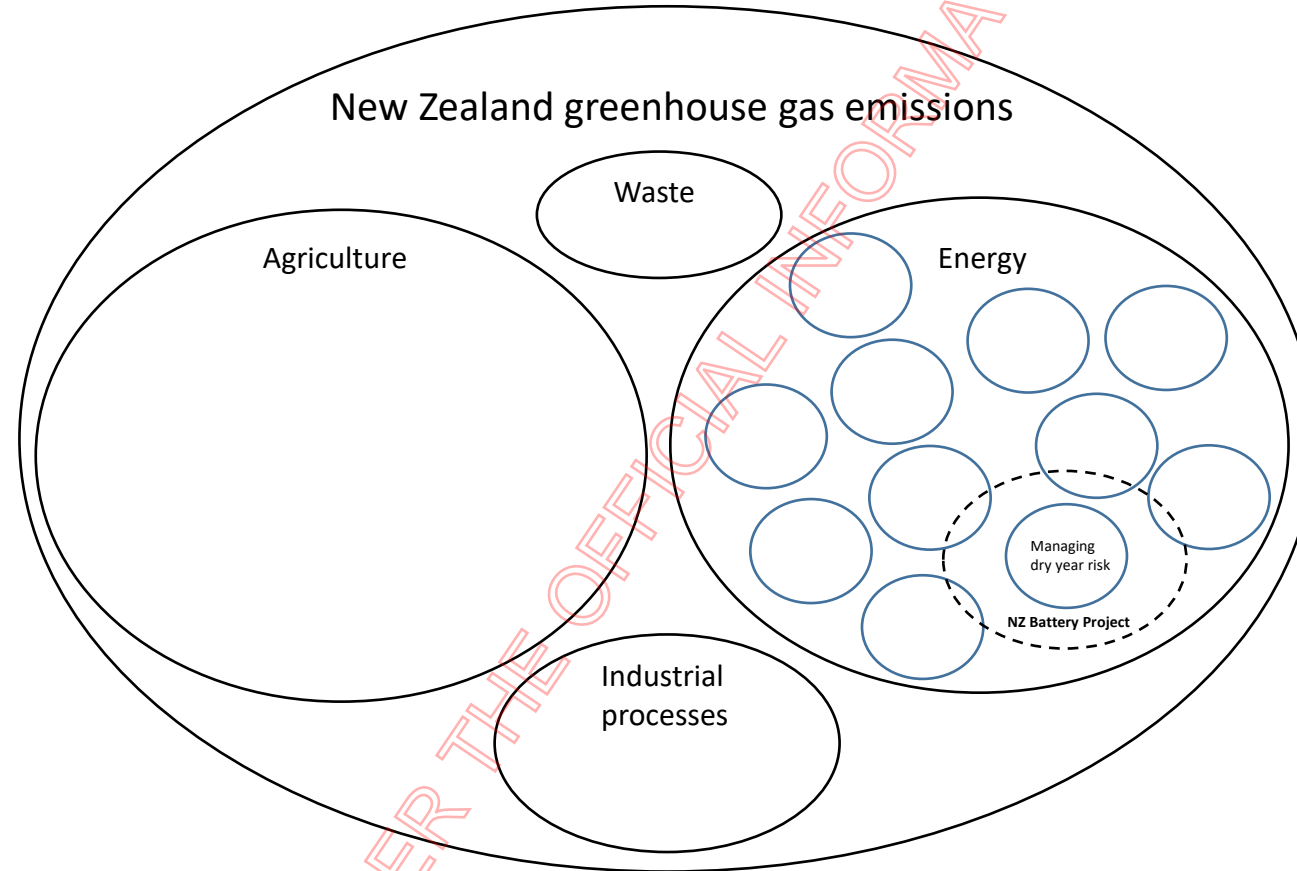 New Zealand greenhouse gas emissions
Waste
Agriculture
Energy
Managing
dry year risk
NZ Battery Project
Industrial
processes
ER THE OFFICIAL INFORMA